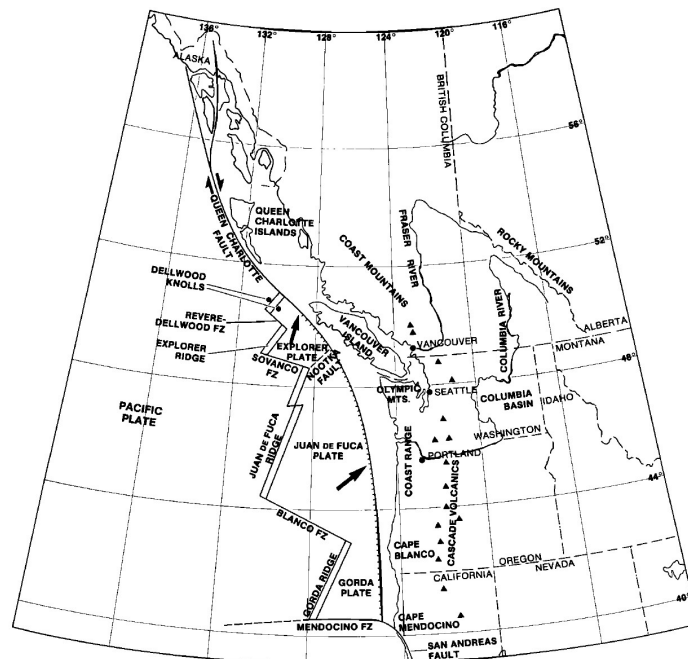 136°
132°
128°
124°
120°
116°
ALASKA
BRITISH COLUMBIA
56°
QUEEN CHARLOTTE
FAULT
QUEEN
CHARLOTTE
ISLANDS
COAST MOUNTAINS
FRASER
RIVER
ROCKY MOUNTAINS
52°
DELLWOOD
KNOLLS
REVERE-
DELLWOOD FZ
EXPLORER
RIDGE
EXPLORER
PLATE
SOVANCO
FZ
NOOTKA
FAULT
VANCOUVER
ISLAND
VANCOUVER
COLUMBIA RIVER
ALBERTA
MONTANA
48°
OLYMPIC
MTS.
SEATTLE
COLUMBIA
BASIN
IDAHO
PACIFIC
PLATE
JUAN DE FUCA
RIDGE
JUAN DE FUCA
PLATE
COAST RANGE
WASHINGTON
PORTLAND
44°
CASCADE VOLCANICS
BLANCO FZ
CAPE
BLANCO
OREGON
CALIFORNIA
NEVADA
GORDA RIDGE
GORDA
PLATE
40°
MENDOCINO FZ
CAPE
MENDOCINO
SAN ANDREAS
FAULT